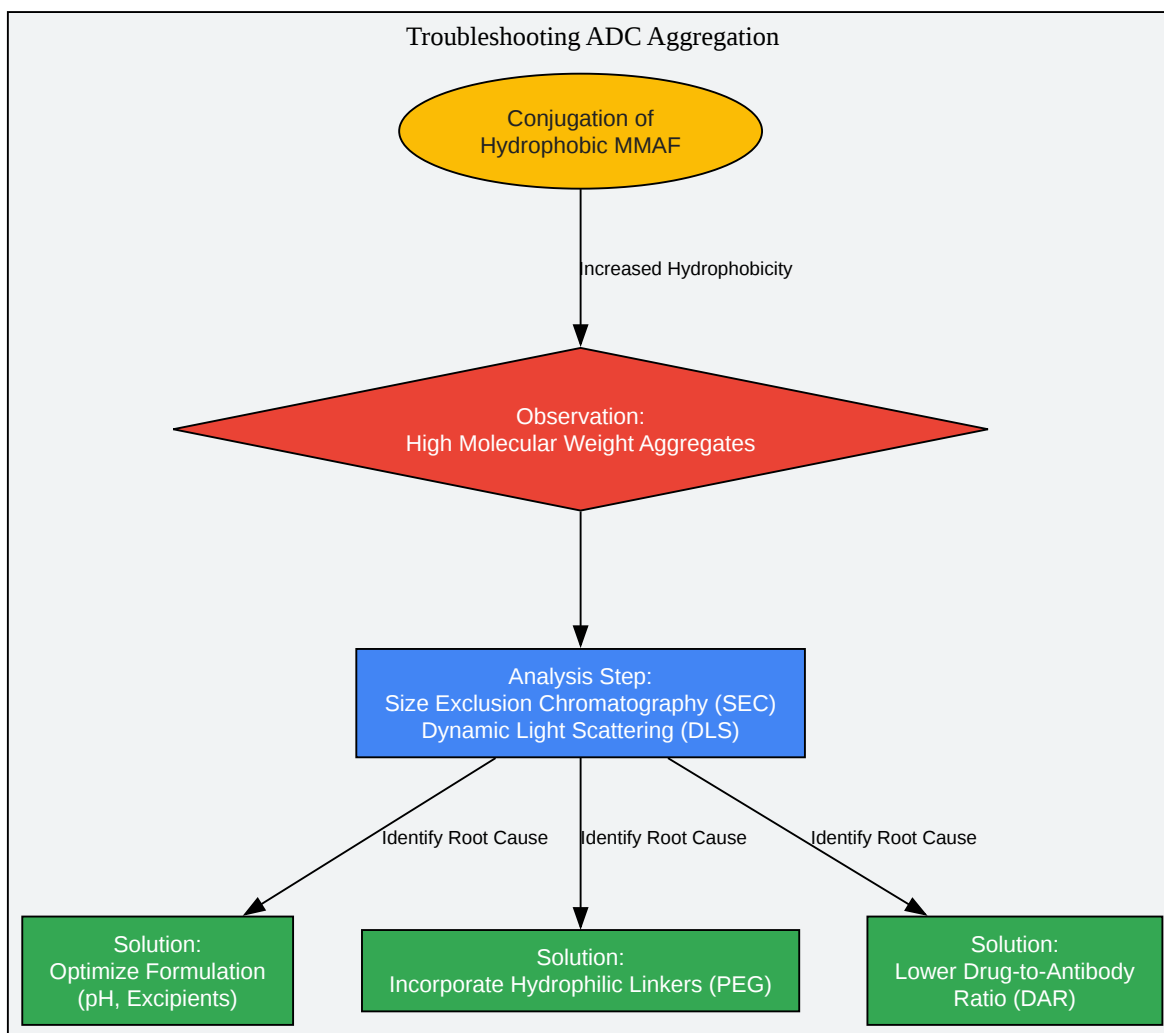 Troubleshooting ADC Aggregation
Conjugation of
Hydrophobic MMAF
Increased Hydrophobicity
Observation:
High Molecular Weight Aggregates
Analysis Step:
Size Exclusion Chromatography (SEC)
Dynamic Light Scattering (DLS)
Identify Root Cause
Identify Root Cause
Identify Root Cause
Solution:
Optimize Formulation
(pH, Excipients)
Solution:
Incorporate Hydrophilic Linkers (PEG)
Solution:
Lower Drug-to-Antibody
Ratio (DAR)